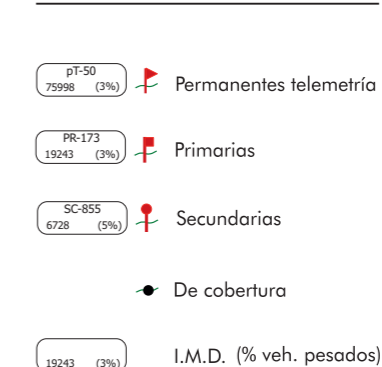 pT-50
75998 (3%)
Permanentes telemetría
PR-173
19243 (3%)
Primarias
SC-855
6728 (5%)
Secundarias
De cobertura
19243 (3%)
I.M.D. (% veh. pesados)